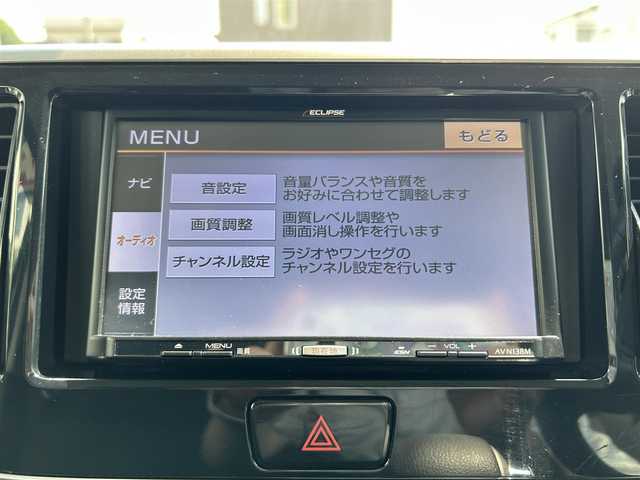 ECLIPSE
MENU
もどる
ナビ
オーディオ
設定
情報
音設定
音量バランスや音質を
お好みに合わせて調整します
画質調整
画質レベル調整や
画面消し操作を行います
チャンネル設定
ラジオやワンセグの
チャンネル設定を行います
MENU
画質
現在地
− VOL +
AVN138M